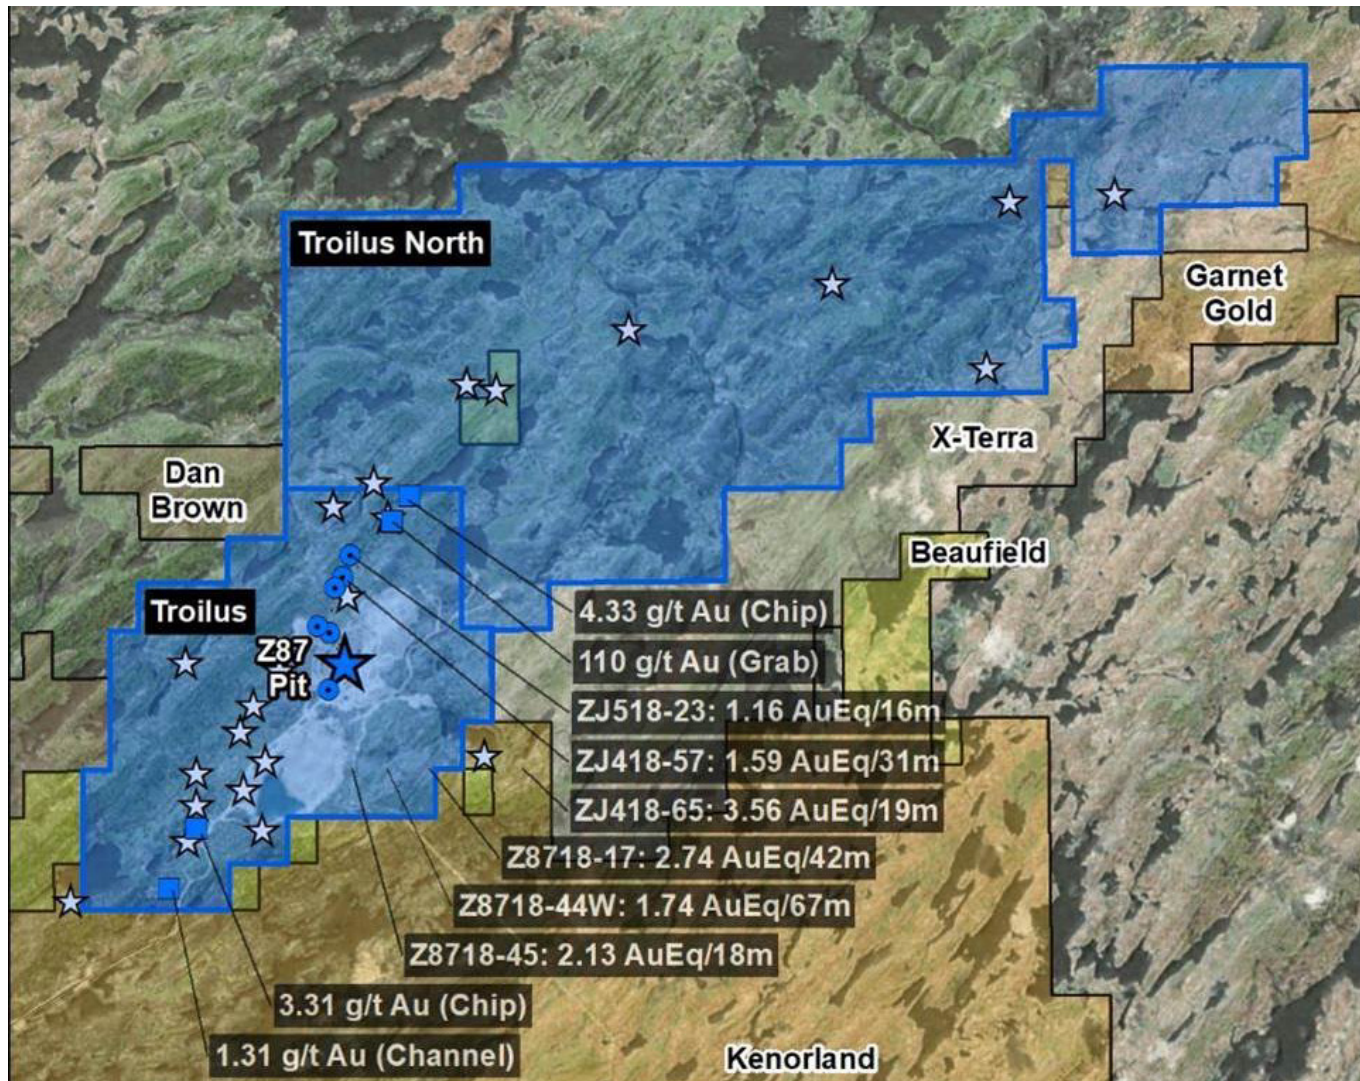 Troilus North
Garnet
Gold
X-Terra
Dan
Brown
Beaufield
Troilus
4.33 g/t Au (Chip)
Z87
Pit
110 g/t Au (Grab)
ZJ518-23: 1.16 AuEq/16m
ZJ418-57: 1.59 AuEq/31m
ZJ418-65: 3.56 AuEq/19m
Z8718-17: 2.74 AuEq/42m
Z8718-44W: 1.74 AuEq/67m
Z8718-45: 2.13 AuEq/18m
3.31 g/t Au (Chip)
1.31 g/t Au (Channel)
Kenorland